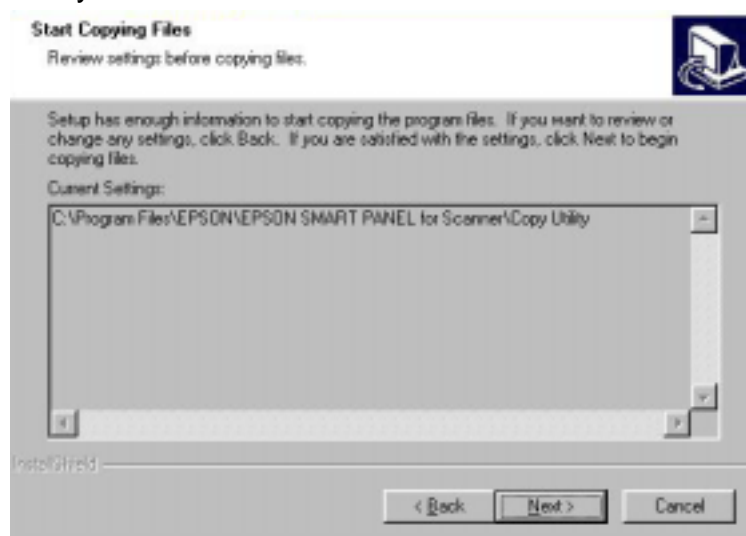 Start Copying Files
Review settings before copying files.
Setup has enough information to start copying the program files. If you want to review or
change any settings, click Back. If you are satisfied with the settings, click Next to begin
copying files.
Current Settings:
C:\Program Files\EPSON\EPSON SMART PANEL for Scanner\Copy Utility
InstallShield
< Back Next > Cancel